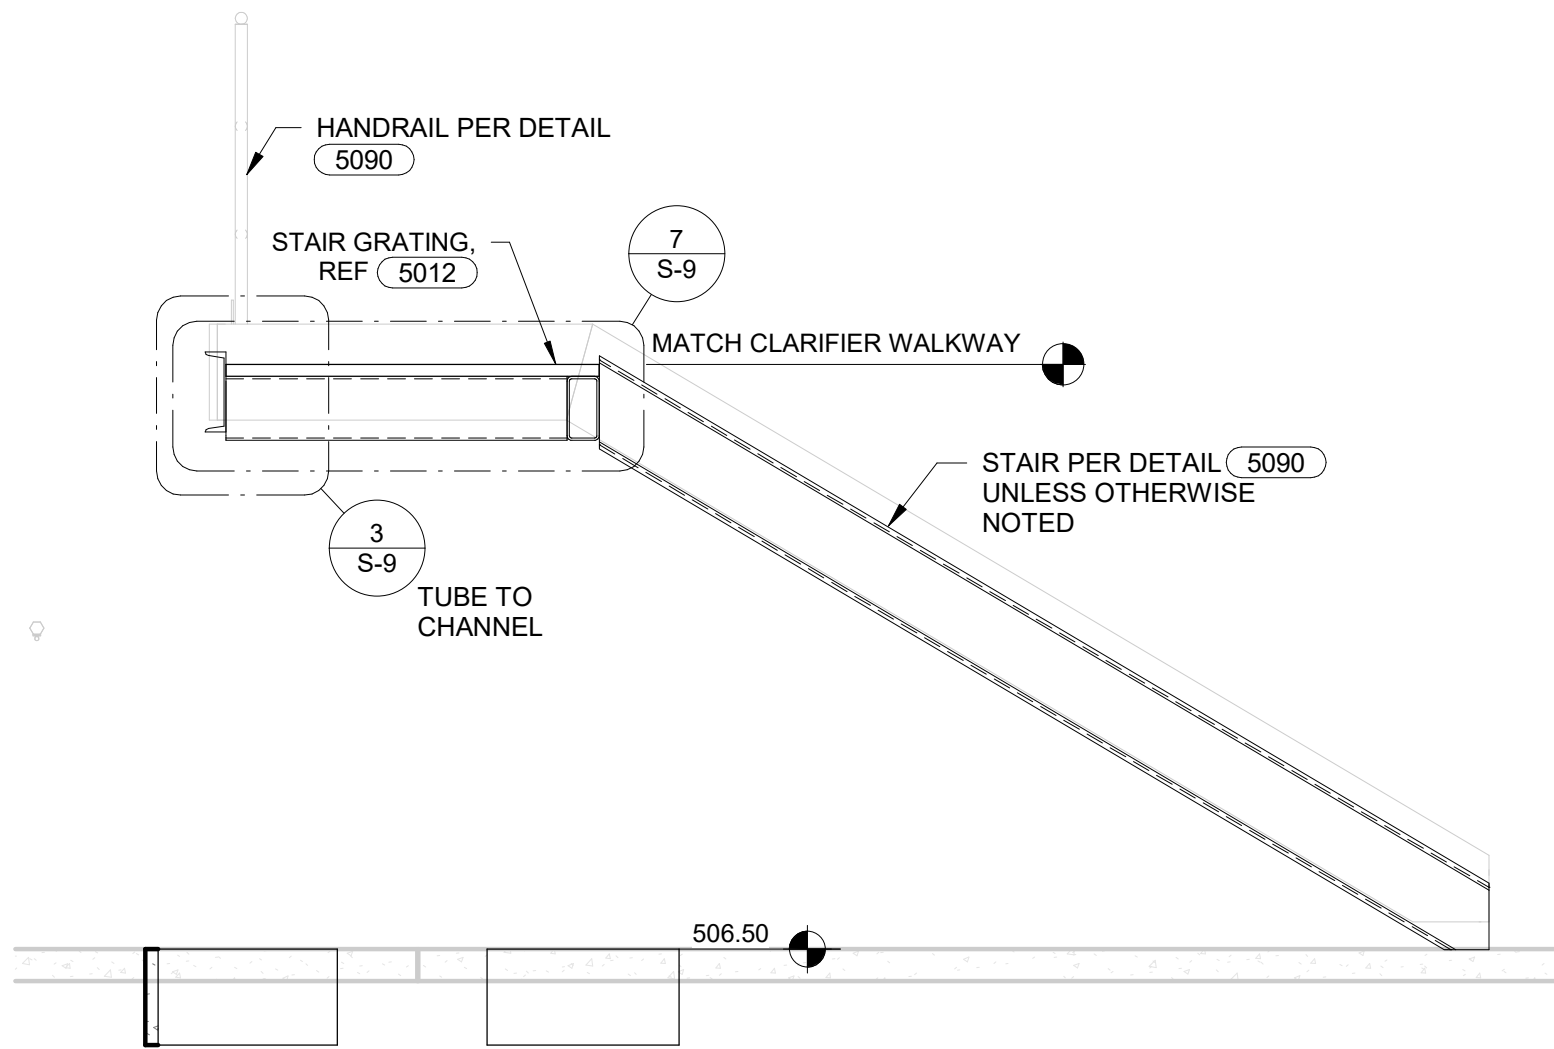 HANDRAIL PER DETAIL
5090
STAIR GRATING,
REF 5012
7
S-9
MATCH CLARIFIER WALKWAY
STAIR PER DETAIL 5090
UNLESS OTHERWISE
NOTED
3
S-9
TUBE TO
CHANNEL
506.50